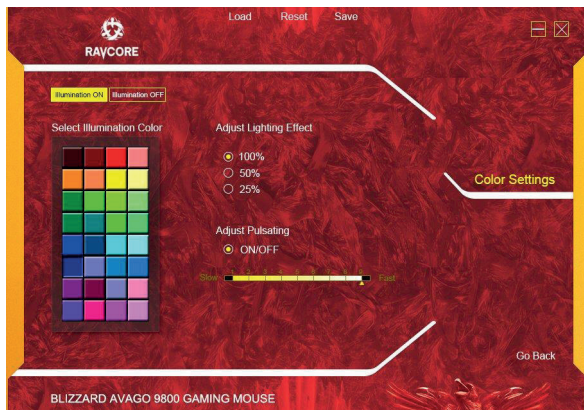 Load Reset Save
RAVCORE
Illumination ON Illumination OFF
Select Illumination Color
Adjust Lighting Effect
100%
50%
25%
Color Settings
Adjust Pulsating
ON/OFF
Slow Fast
Go Back
BLIZZARD AVAGO 9800 GAMING MOUSE